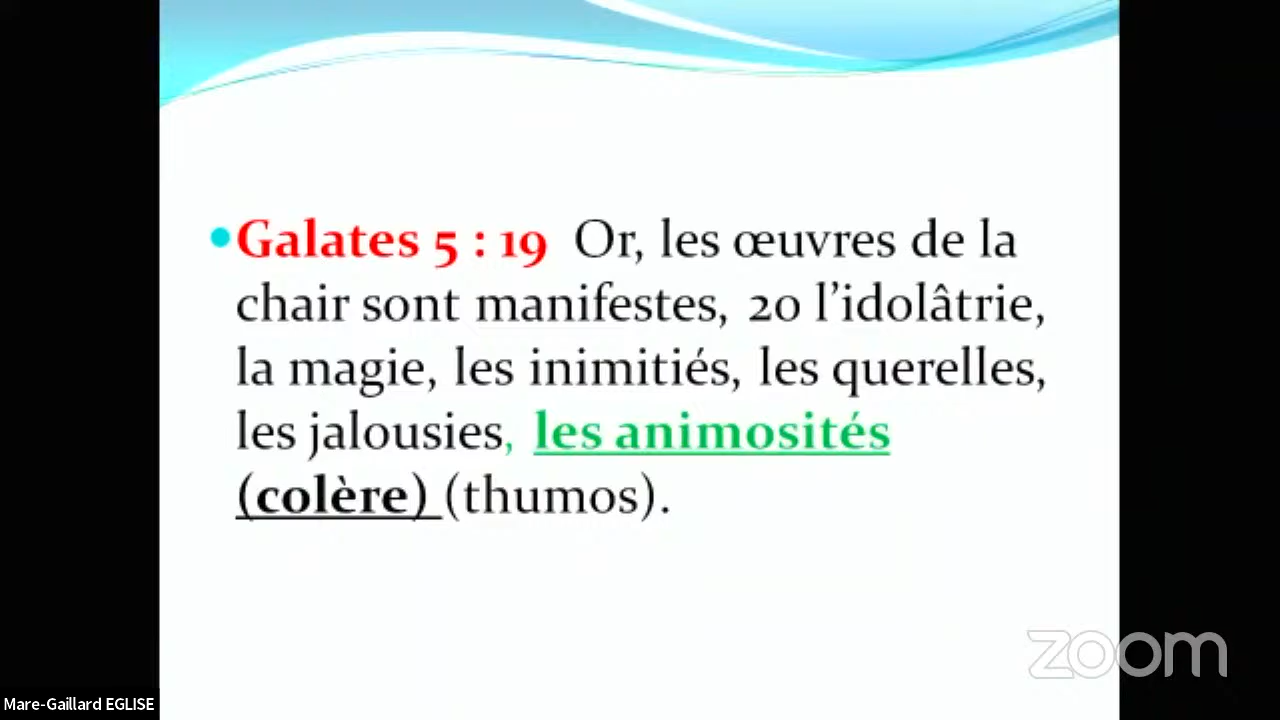 •Galates 5 : 19 Or, les œuvres de la
chair sont manifestes, 20 l’idolâtrie,
la magie, les inimitiés, les querelles,
les jalousies, les animosités
(colère) (thumos).
zoom
Mare-Gaillard EGLISE